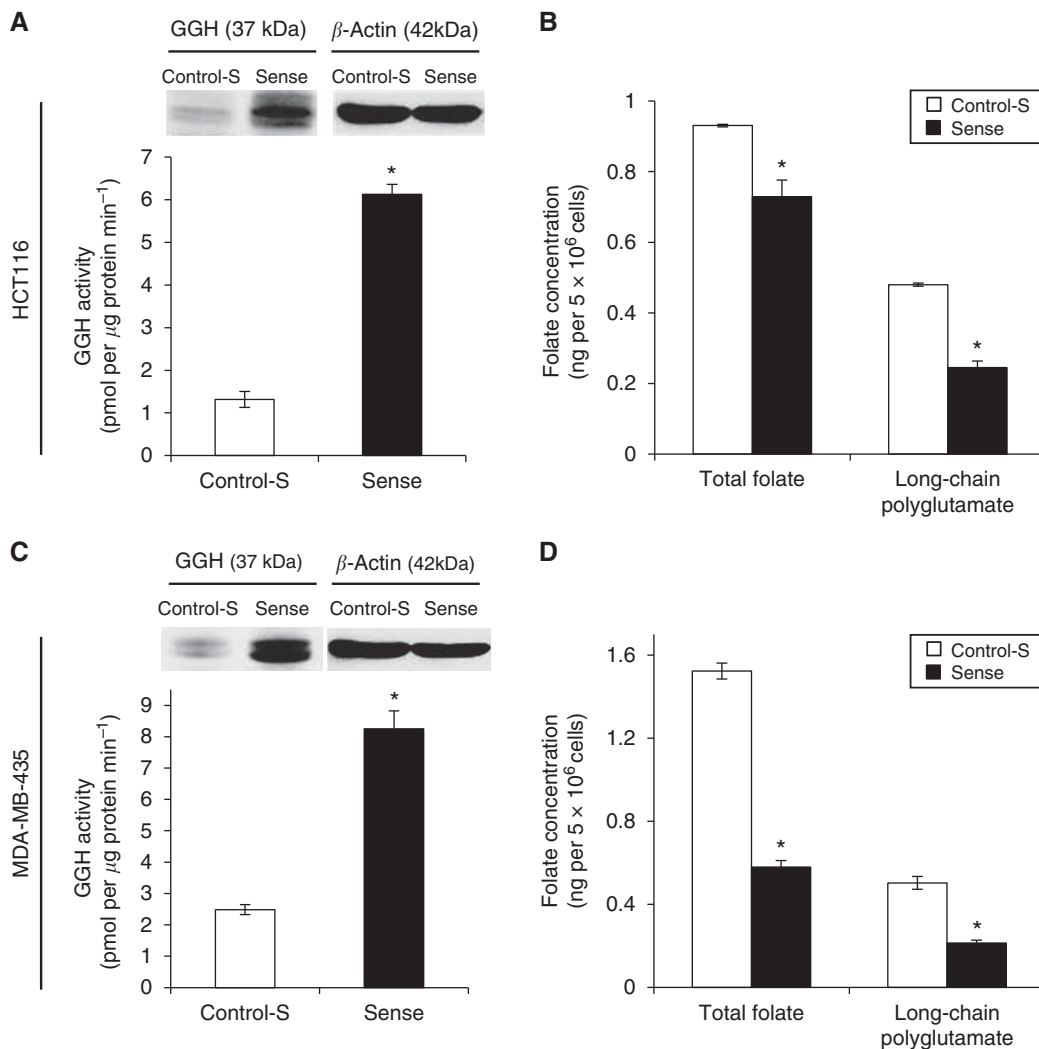 A
GGH (37 kDa)
β-Actin (42kDa)
Control-S Sense
Control-S Sense
HCT116
GGH activity
(pmol per μg protein min⁻¹)
7
6
5
4
3
2
1
0
*
Control-S
Sense
B
Control-S
Sense
Folate concentration
(ng per 5 × 10⁶ cells)
1
0.8
0.6
0.4
0.2
0
*
*
Total folate
Long-chain
polyglutamate
C
GGH (37 kDa)
β-Actin (42kDa)
Control-S Sense
Control-S Sense
MDA-MB-435
GGH activity
(pmol per μg protein min⁻¹)
9
8
7
6
5
4
3
2
1
0
*
Control-S
Sense
D
Control-S
Sense
Folate concentration
(ng per 5 × 10⁶ cells)
1.6
1.2
0.8
0.4
0
*
*
Total folate
Long-chain
polyglutamate